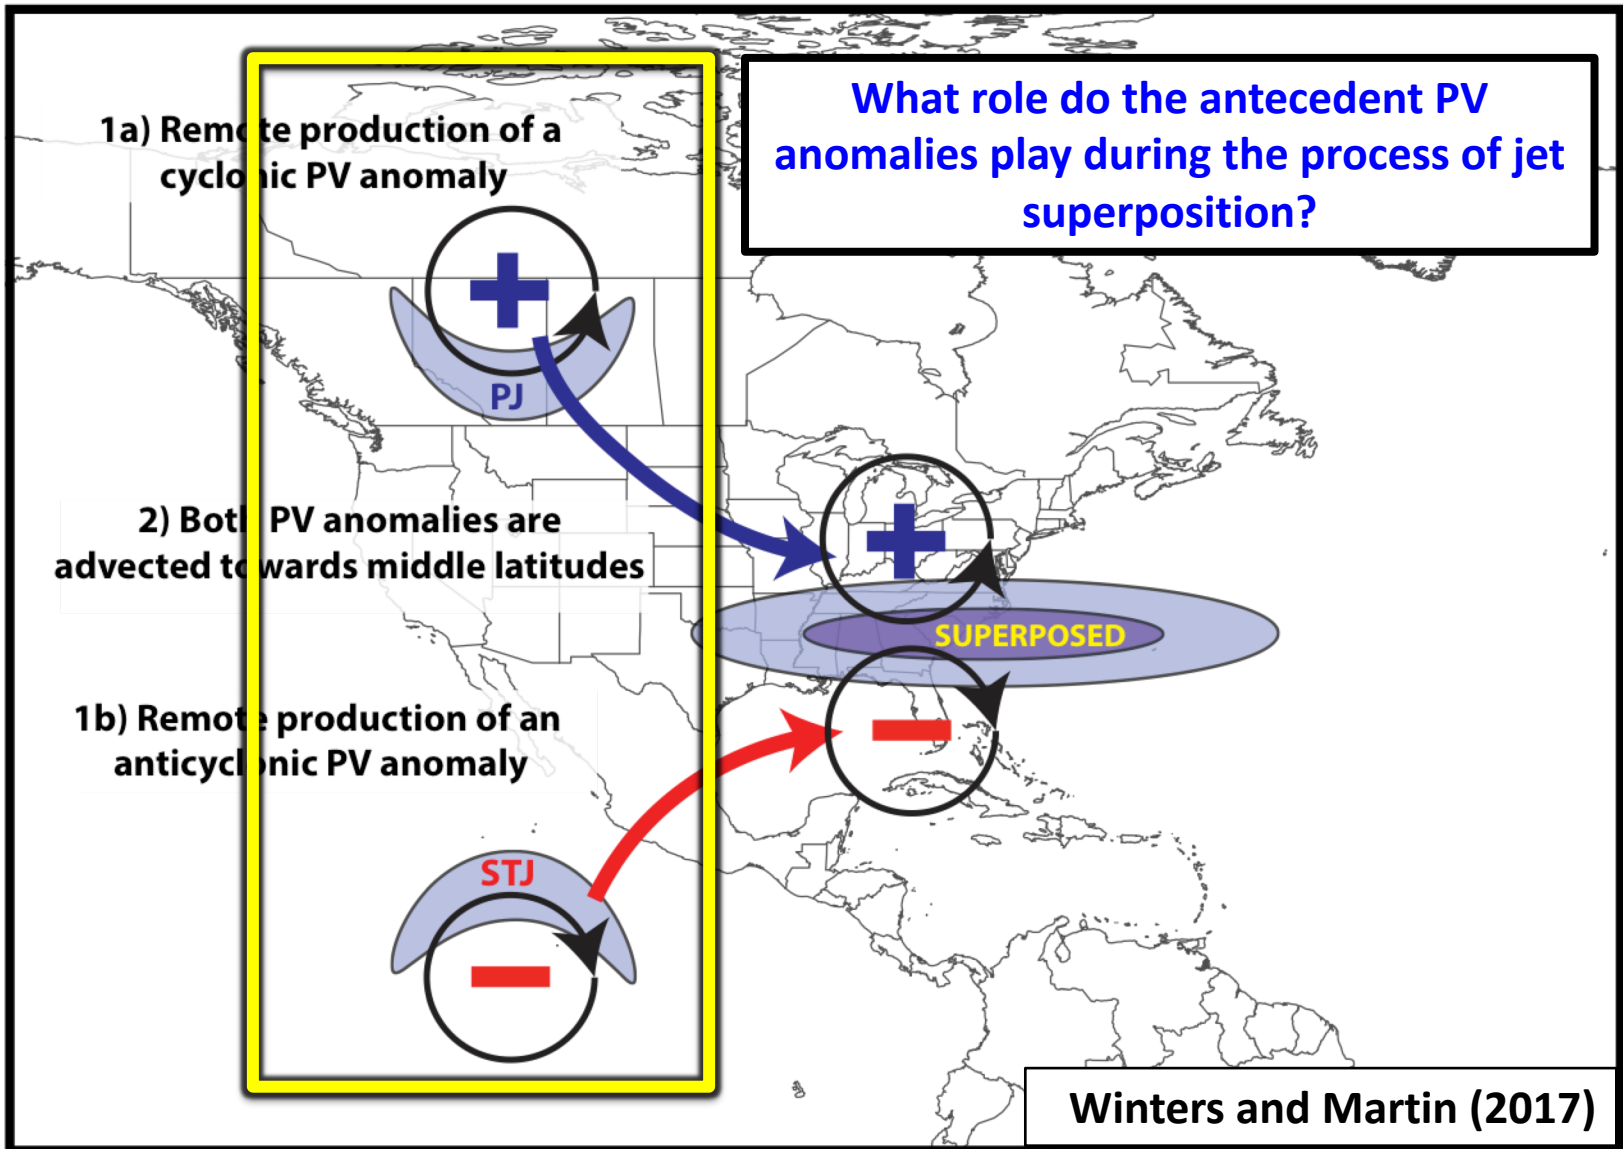 What role do the antecedent PV
anomalies play during the process of jet
superposition?
1a) Remote production of a
cyclonic PV anomaly
PJ
2) Both PV anomalies are
advected towards middle latitudes
SUPERPOSED
1b) Remote production of an
anticyclonic PV anomaly
STJ
Winters and Martin (2017)